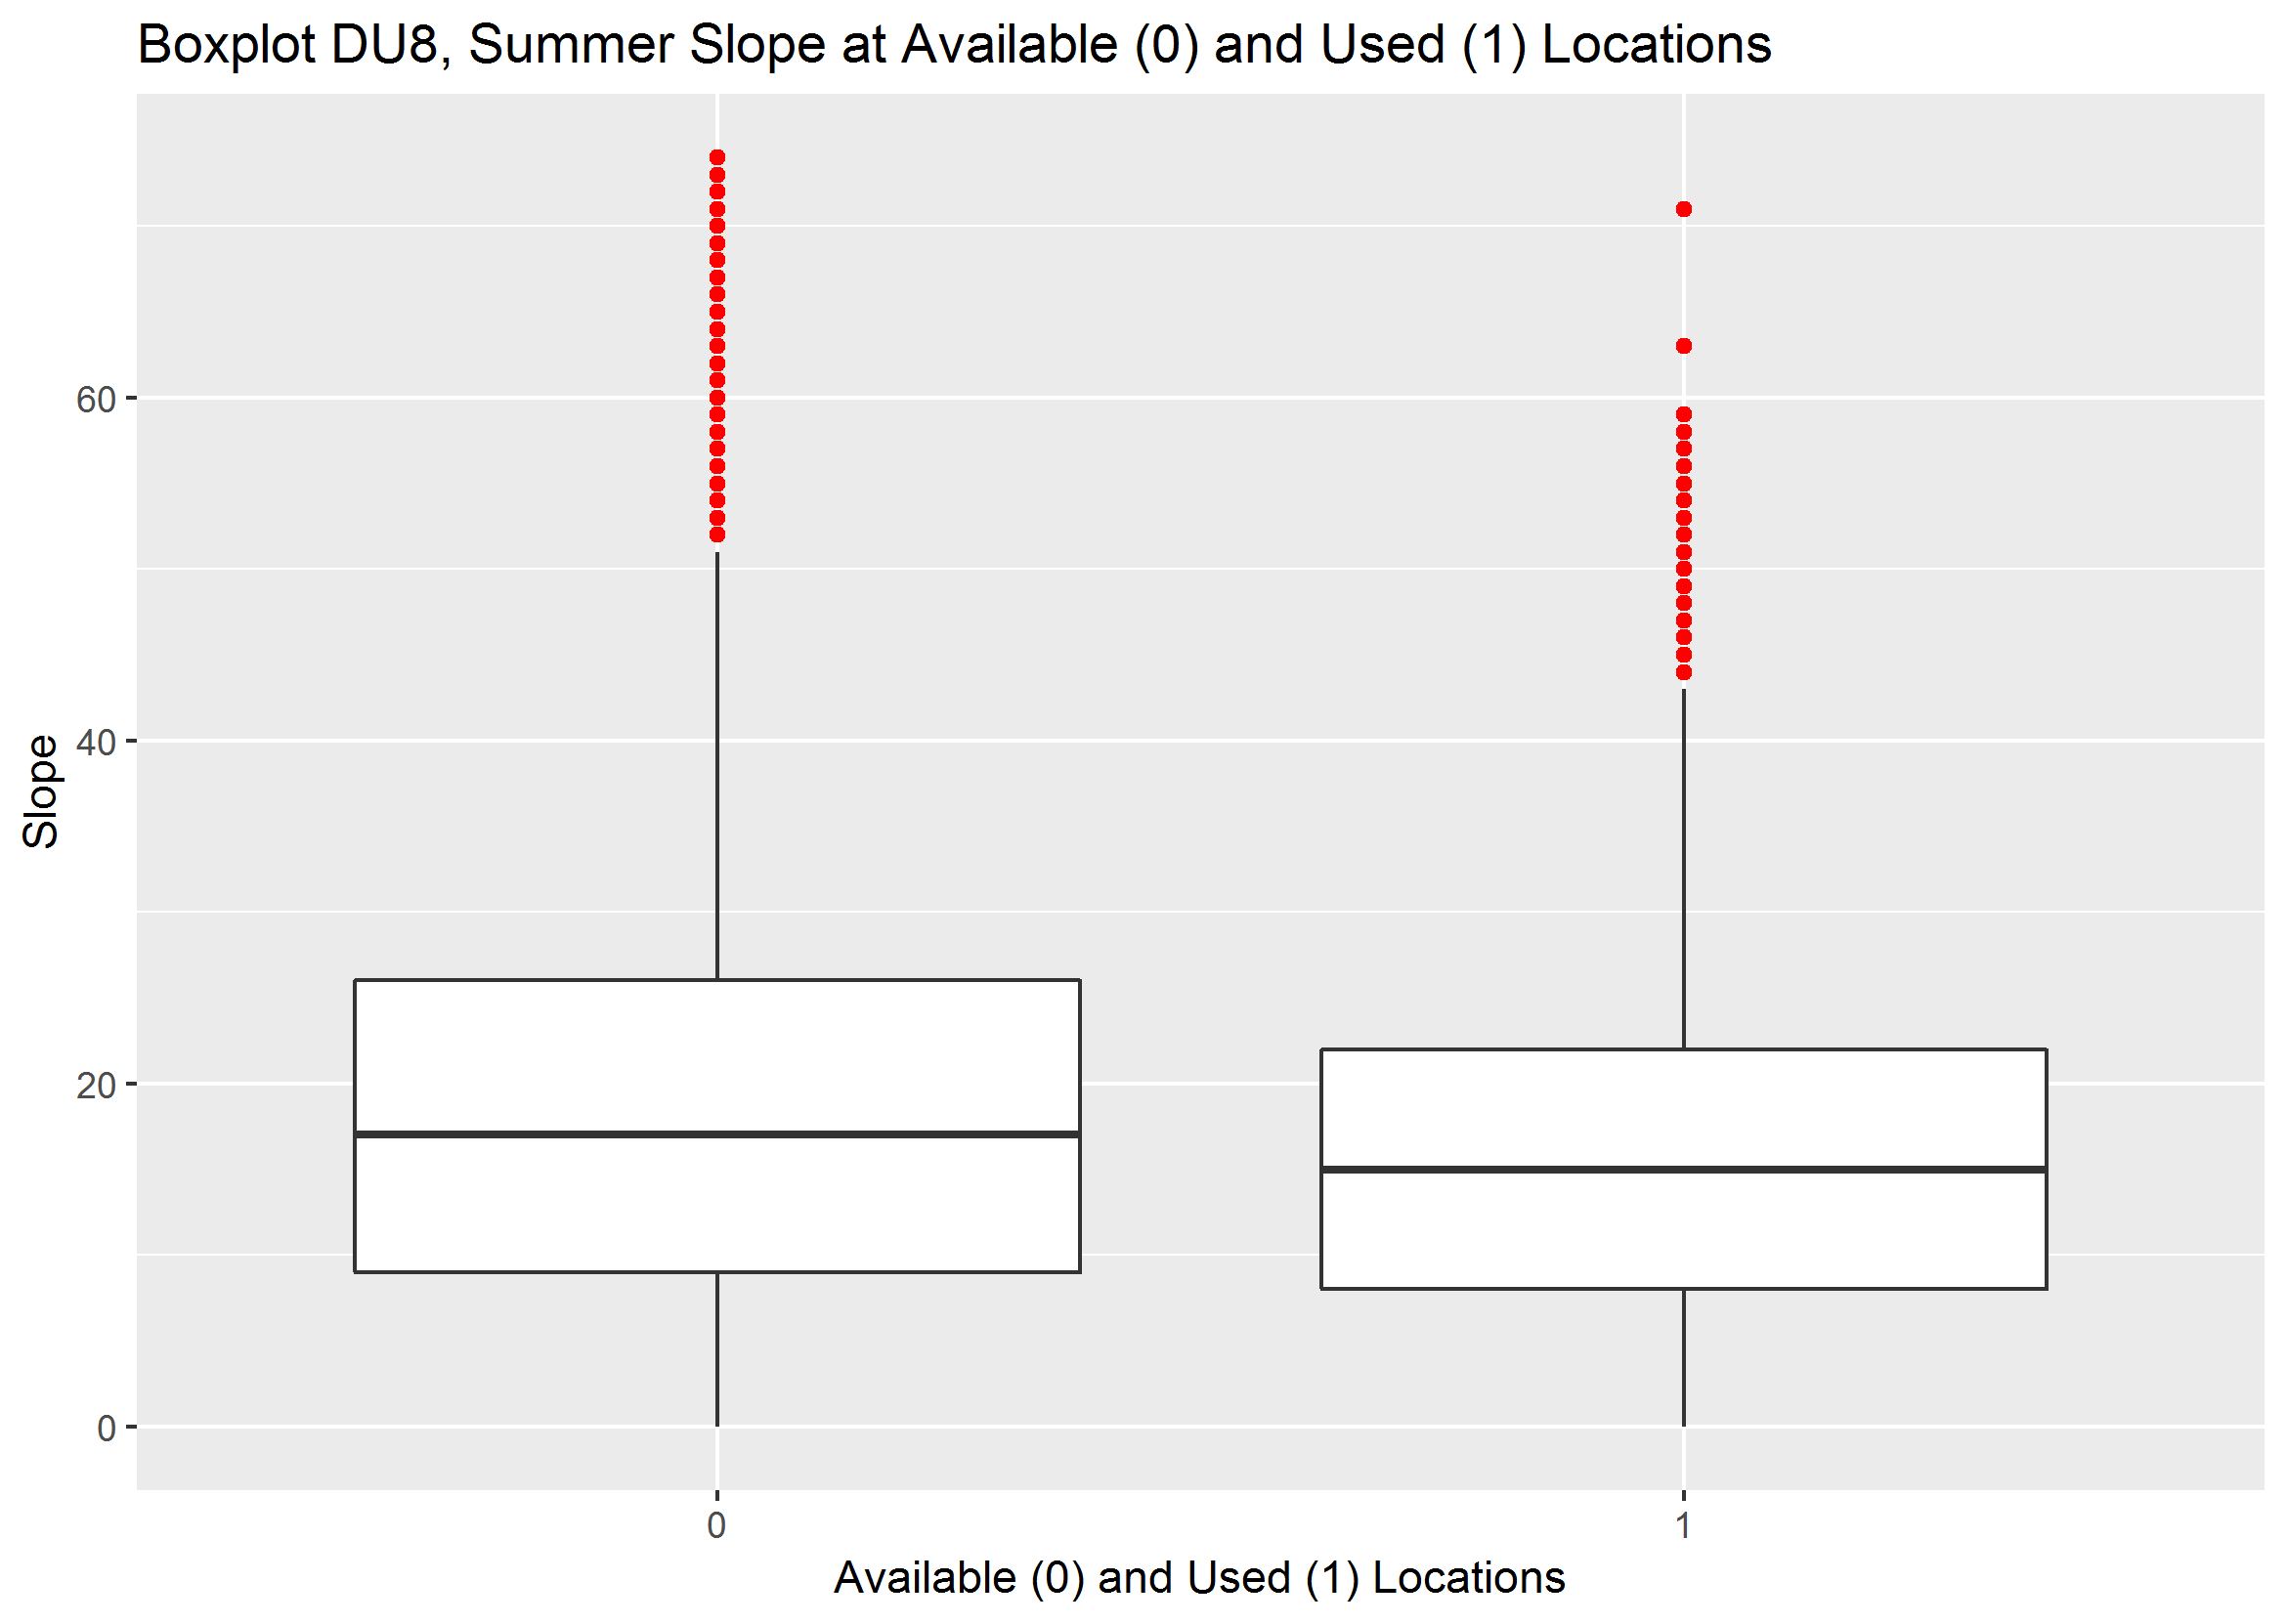 Boxplot DU8, Summer Slope at Available (0) and Used (1) Locations
Slope
60
40
20
0
0
1
Available (0) and Used (1) Locations